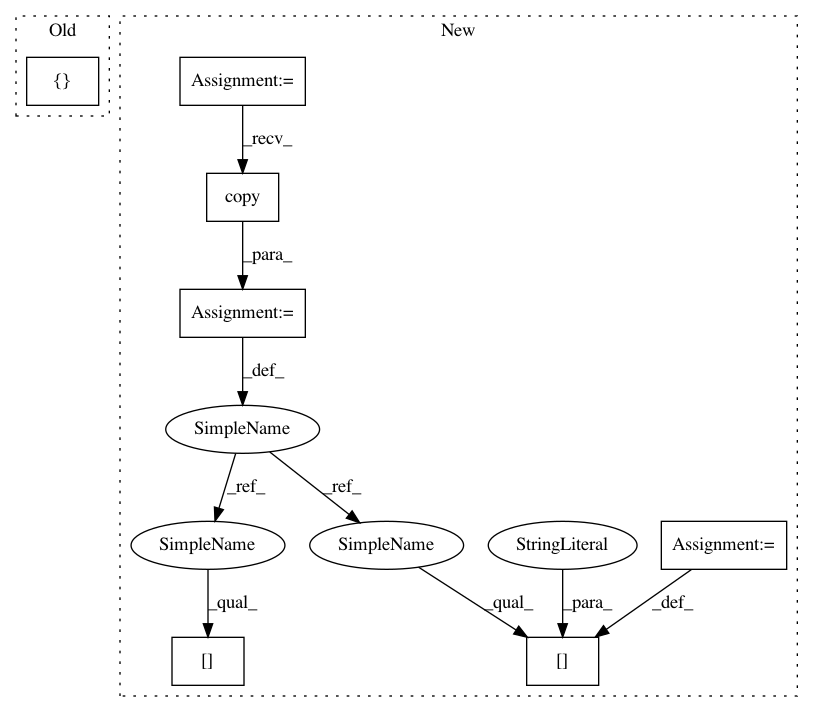 Old
New
{}
Assignment:=
_recv_
copy
_para_
Assignment:=
_def_
SimpleName
_ref_
_ref_
SimpleName
SimpleName
StringLiteral
Assignment:=
_qual_
_qual_
_para_
_def_
[]
[]